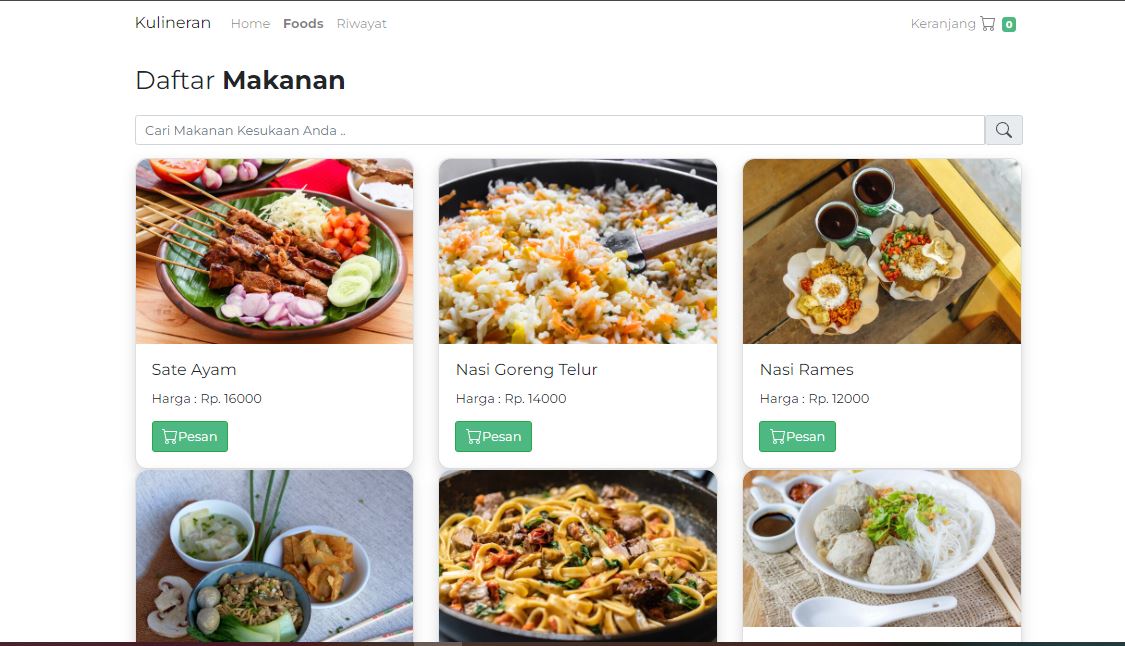 Kulineran Home Foods Riwayat Keranjang 0
Daftar Makanan
Cari Makanan Kesukaan Anda ..
Sate Ayam
Harga : Rp. 16000
Pesan
Nasi Goreng Telur
Harga : Rp. 14000
Pesan
Nasi Rames
Harga : Rp. 12000
Pesan